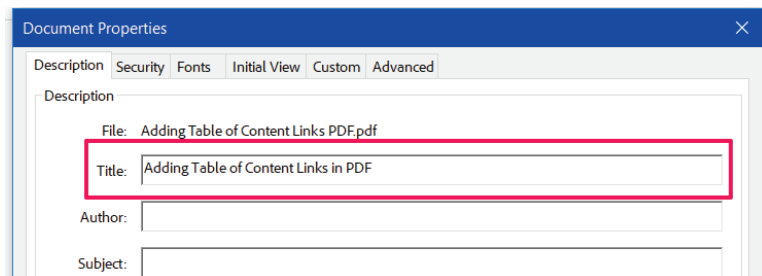 Document Properties
Description Security Fonts Initial View Custom Advanced
Description
File: Adding Table of Content Links PDF.pdf
Title: Adding Table of Content Links in PDF
Author:
Subject: